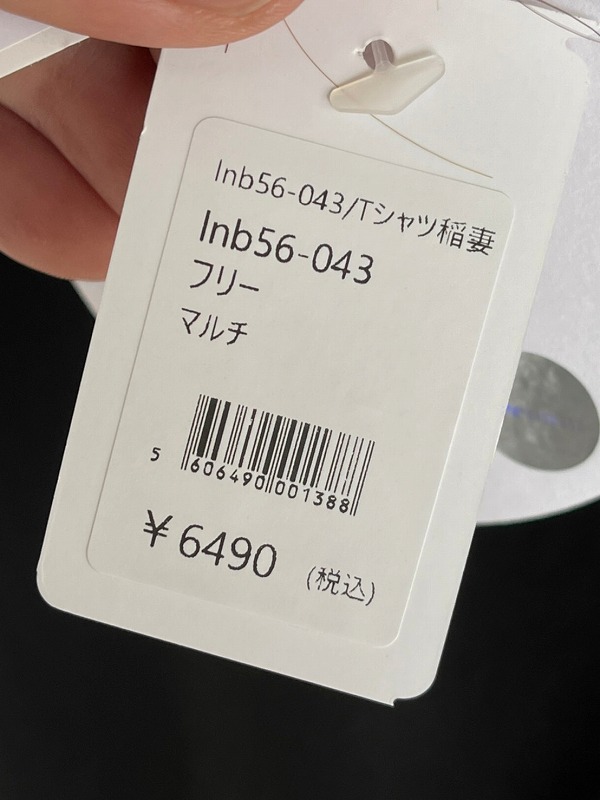 lnb56-043/Tシャツ稲妻
lnb56-043
フリー
マルチ
5 606490 001388
¥6490 (税込)